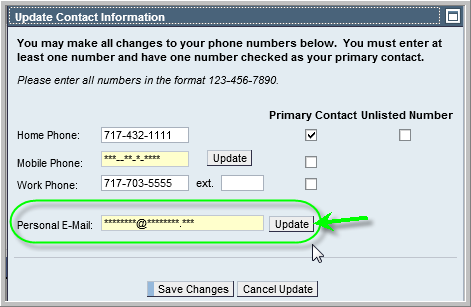 Update Contact Information
You may make all changes to your phone numbers below. You must enter at
least one number and have one number checked as your primary contact.
Please enter all numbers in the format 123-456-7890.
Primary Contact Unlisted Number
Home Phone: 717-432-1111
Mobile Phone: ***--**-*-**** Update
Work Phone: 717-703-5555 ext.
Personal E-Mail: ********@********.*** Update
Save Changes Cancel Update